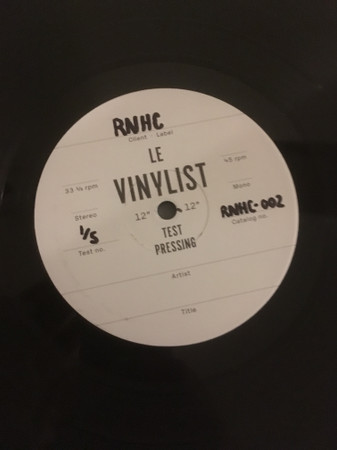 RNHC
Client Label
LE
VINYLIST
33 ⅓ rpm
45 rpm
Stereo
Mono
12" 12"
1/5
RNHC-002
Test no.
Catalog no.
TEST
PRESSING
Artist
Title